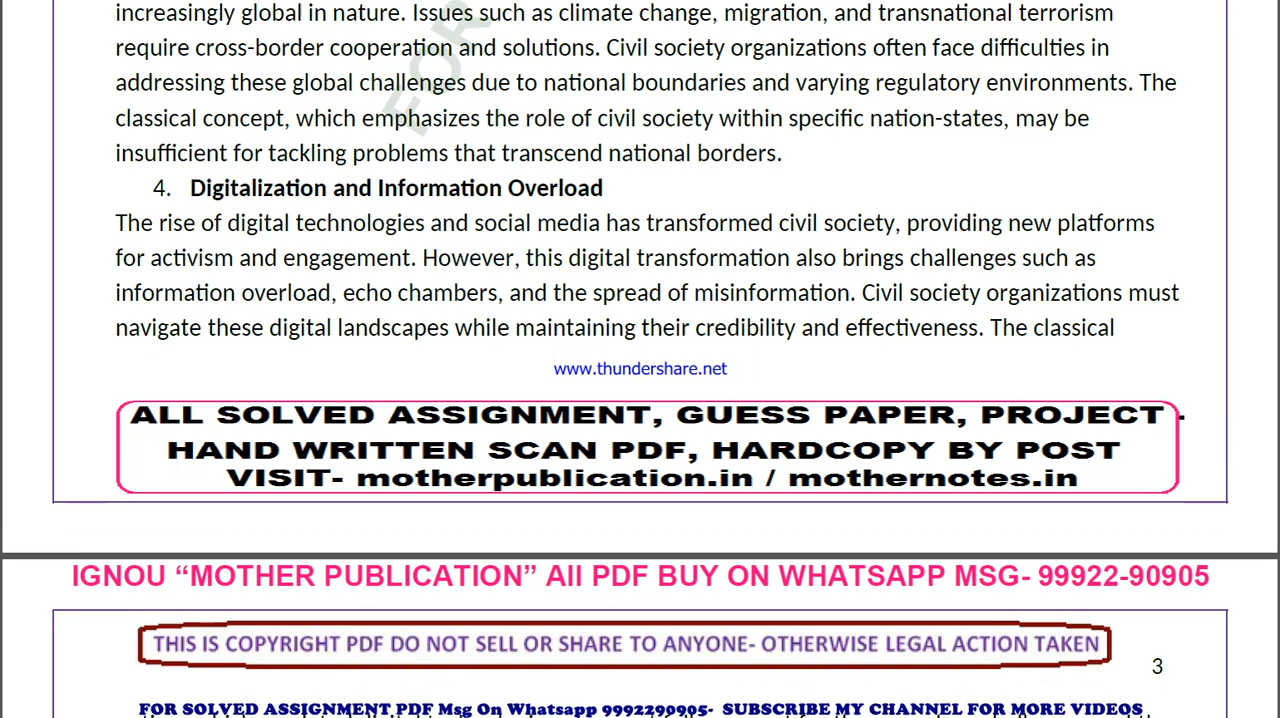 increasingly global in nature. Issues such as climate change, migration, and transnational terrorism
require cross-border cooperation and solutions. Civil society organizations often face difficulties in
addressing these global challenges due to national boundaries and varying regulatory environments. The
classical concept, which emphasizes the role of civil society within specific nation-states, may be
insufficient for tackling problems that transcend national borders.
4. Digitalization and Information Overload
The rise of digital technologies and social media has transformed civil society, providing new platforms
for activism and engagement. However, this digital transformation also brings challenges such as
information overload, echo chambers, and the spread of misinformation. Civil society organizations must
navigate these digital landscapes while maintaining their credibility and effectiveness. The classical
www.thundershare.net
ALL SOLVED ASSIGNMENT, GUESS PAPER, PROJECT -
HAND WRITTEN SCAN PDF, HARDCOPY BY POST
VISIT- motherpublication.in / mothernotes.in
IGNOU “MOTHER PUBLICATION” All PDF BUY ON WHATSAPP MSG- 99922-90905
THIS IS COPYRIGHT PDF DO NOT SELL OR SHARE TO ANYONE- OTHERWISE LEGAL ACTION TAKEN
3
FOR SOLVED ASSIGNMENT PDF Msg On Whatsapp 9992290905- SUBSCRIBE MY CHANNEL FOR MORE VIDEOS
FOR